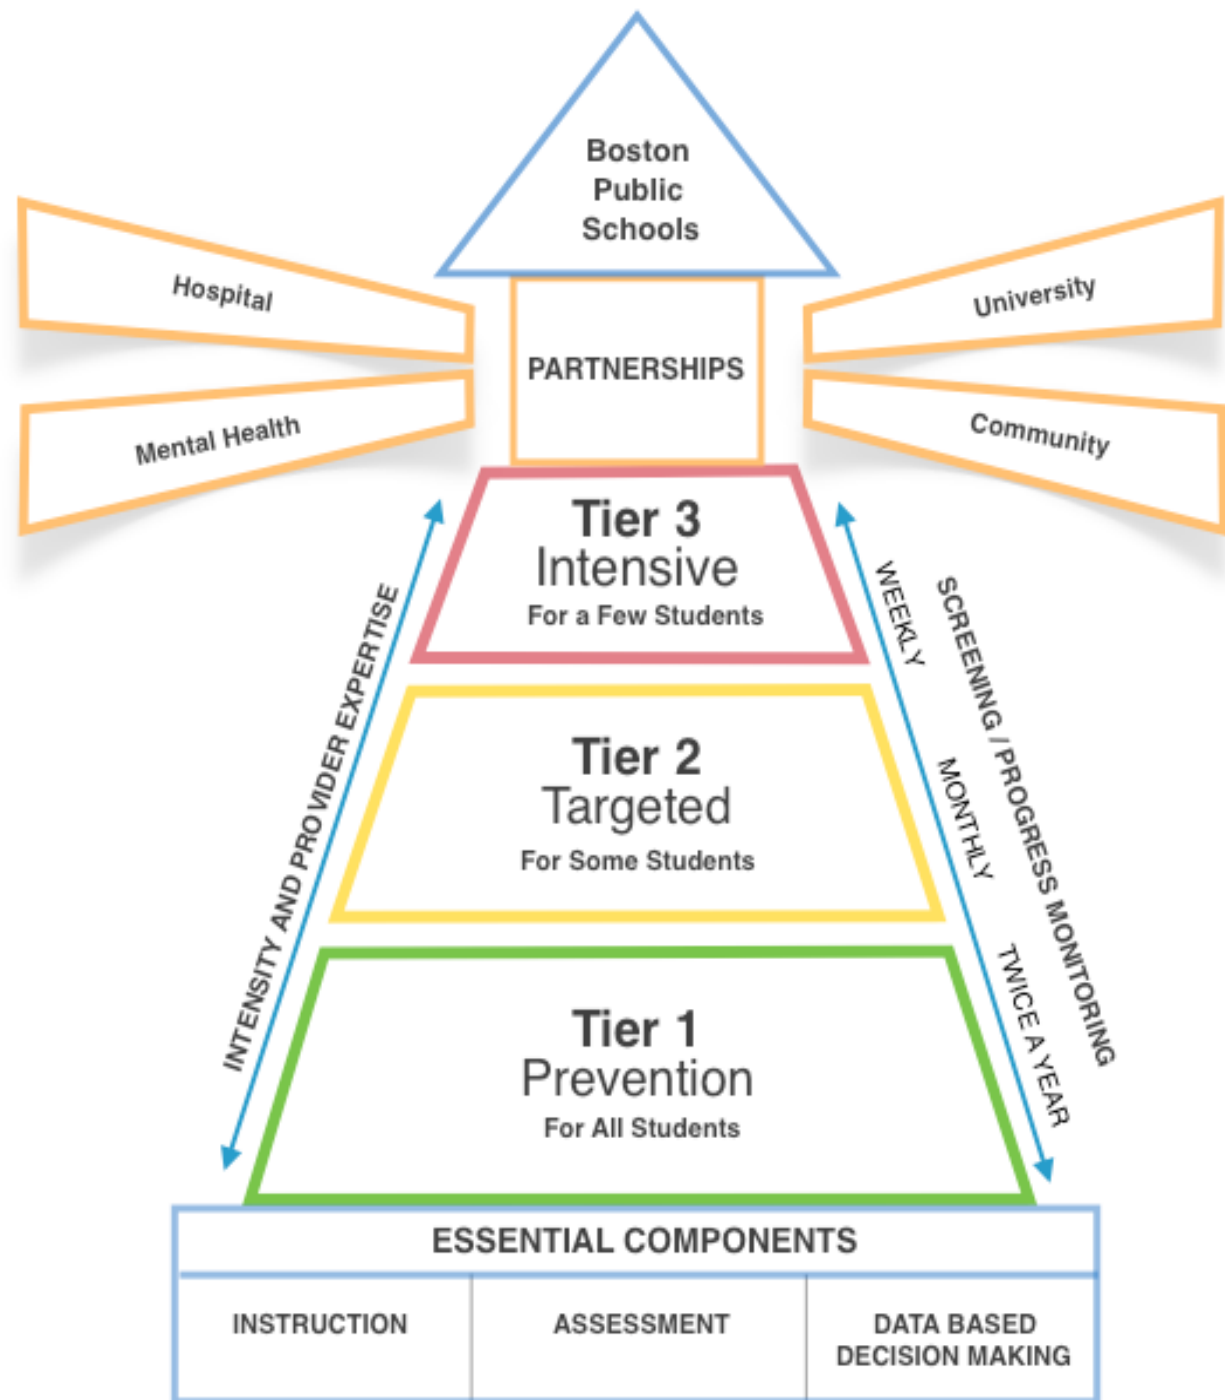 Boston
Public
Schools
Hospital
University
PARTNERSHIPS
Mental Health
Community
Tier 3
Intensive
For a Few Students
WEEKLY
SCREENING / PROGRESS MONITORING
INTENSITY AND PROVIDER EXPERTISE
Tier 2
Targeted
For Some Students
MONTHLY
Tier 1
Prevention
For All Students
TWICE A YEAR
ESSENTIAL COMPONENTS
INSTRUCTION
ASSESSMENT
DATA BASED
DECISION MAKING